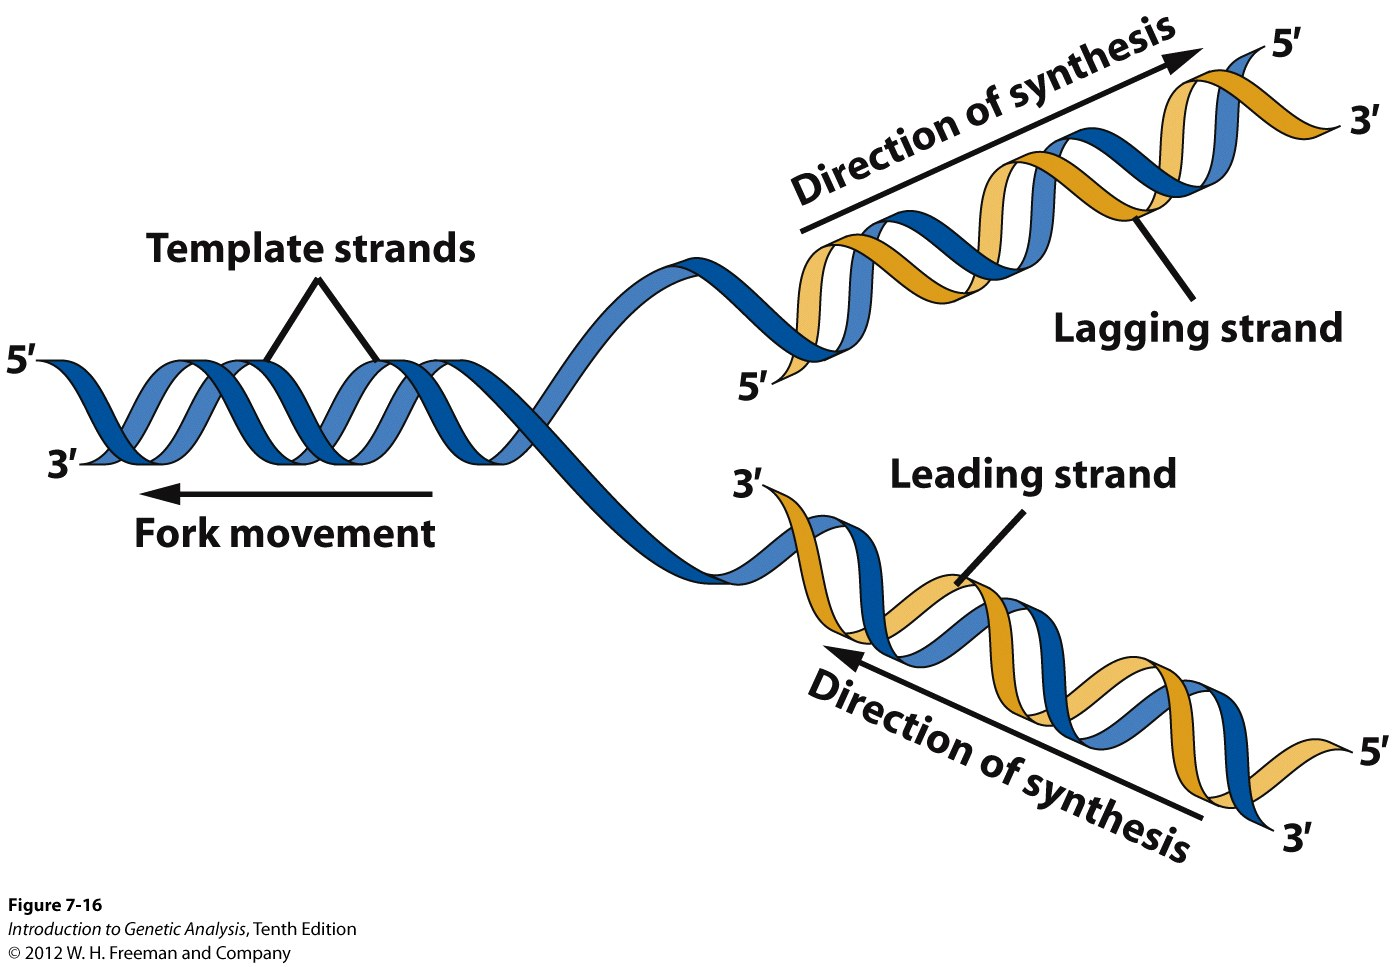 Direction of synthesis
5′
3′
Template strands
Lagging strand
5′
5′
3′
Fork movement
Leading strand
3′
Direction of synthesis
5′
3′
Figure 7-16
Introduction to Genetic Analysis, Tenth Edition
© 2012 W. H. Freeman and Company